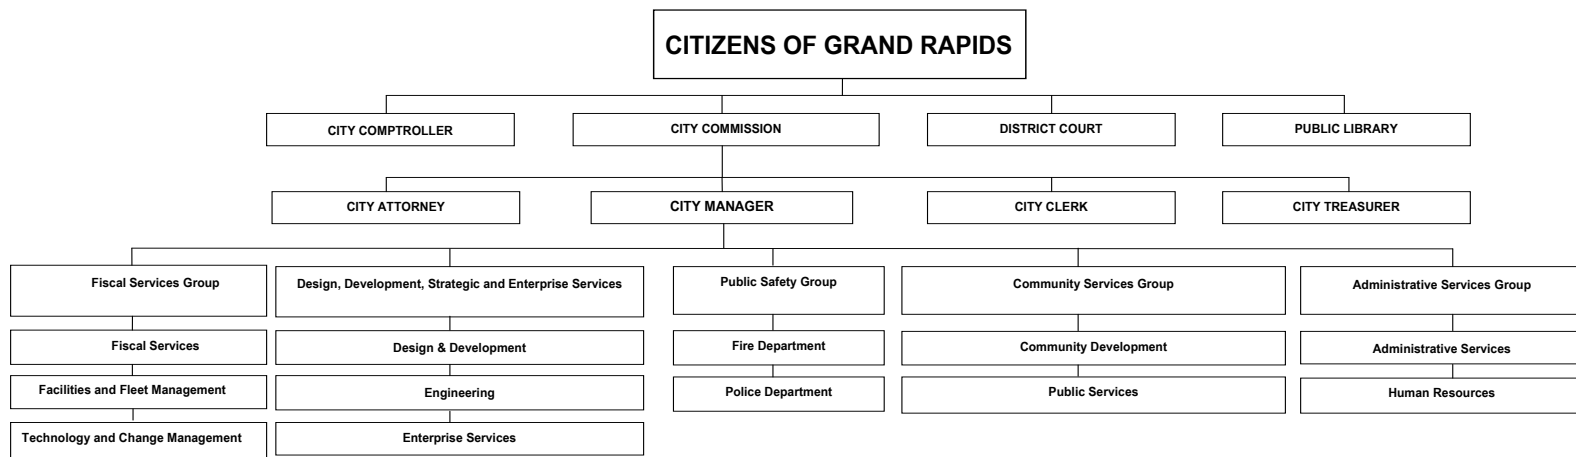 CITIZENS OF GRAND RAPIDS
CITY COMPTROLLER
CITY COMMISSION
DISTRICT COURT
PUBLIC LIBRARY
CITY ATTORNEY
CITY MANAGER
CITY CLERK
CITY TREASURER
Fiscal Services Group
Design, Development, Strategic and Enterprise Services
Public Safety Group
Community Services Group
Administrative Services Group
Fiscal Services
Design & Development
Fire Department
Community Development
Administrative Services
Facilities and Fleet Management
Engineering
Police Department
Public Services
Human Resources
Technology and Change Management
Enterprise Services